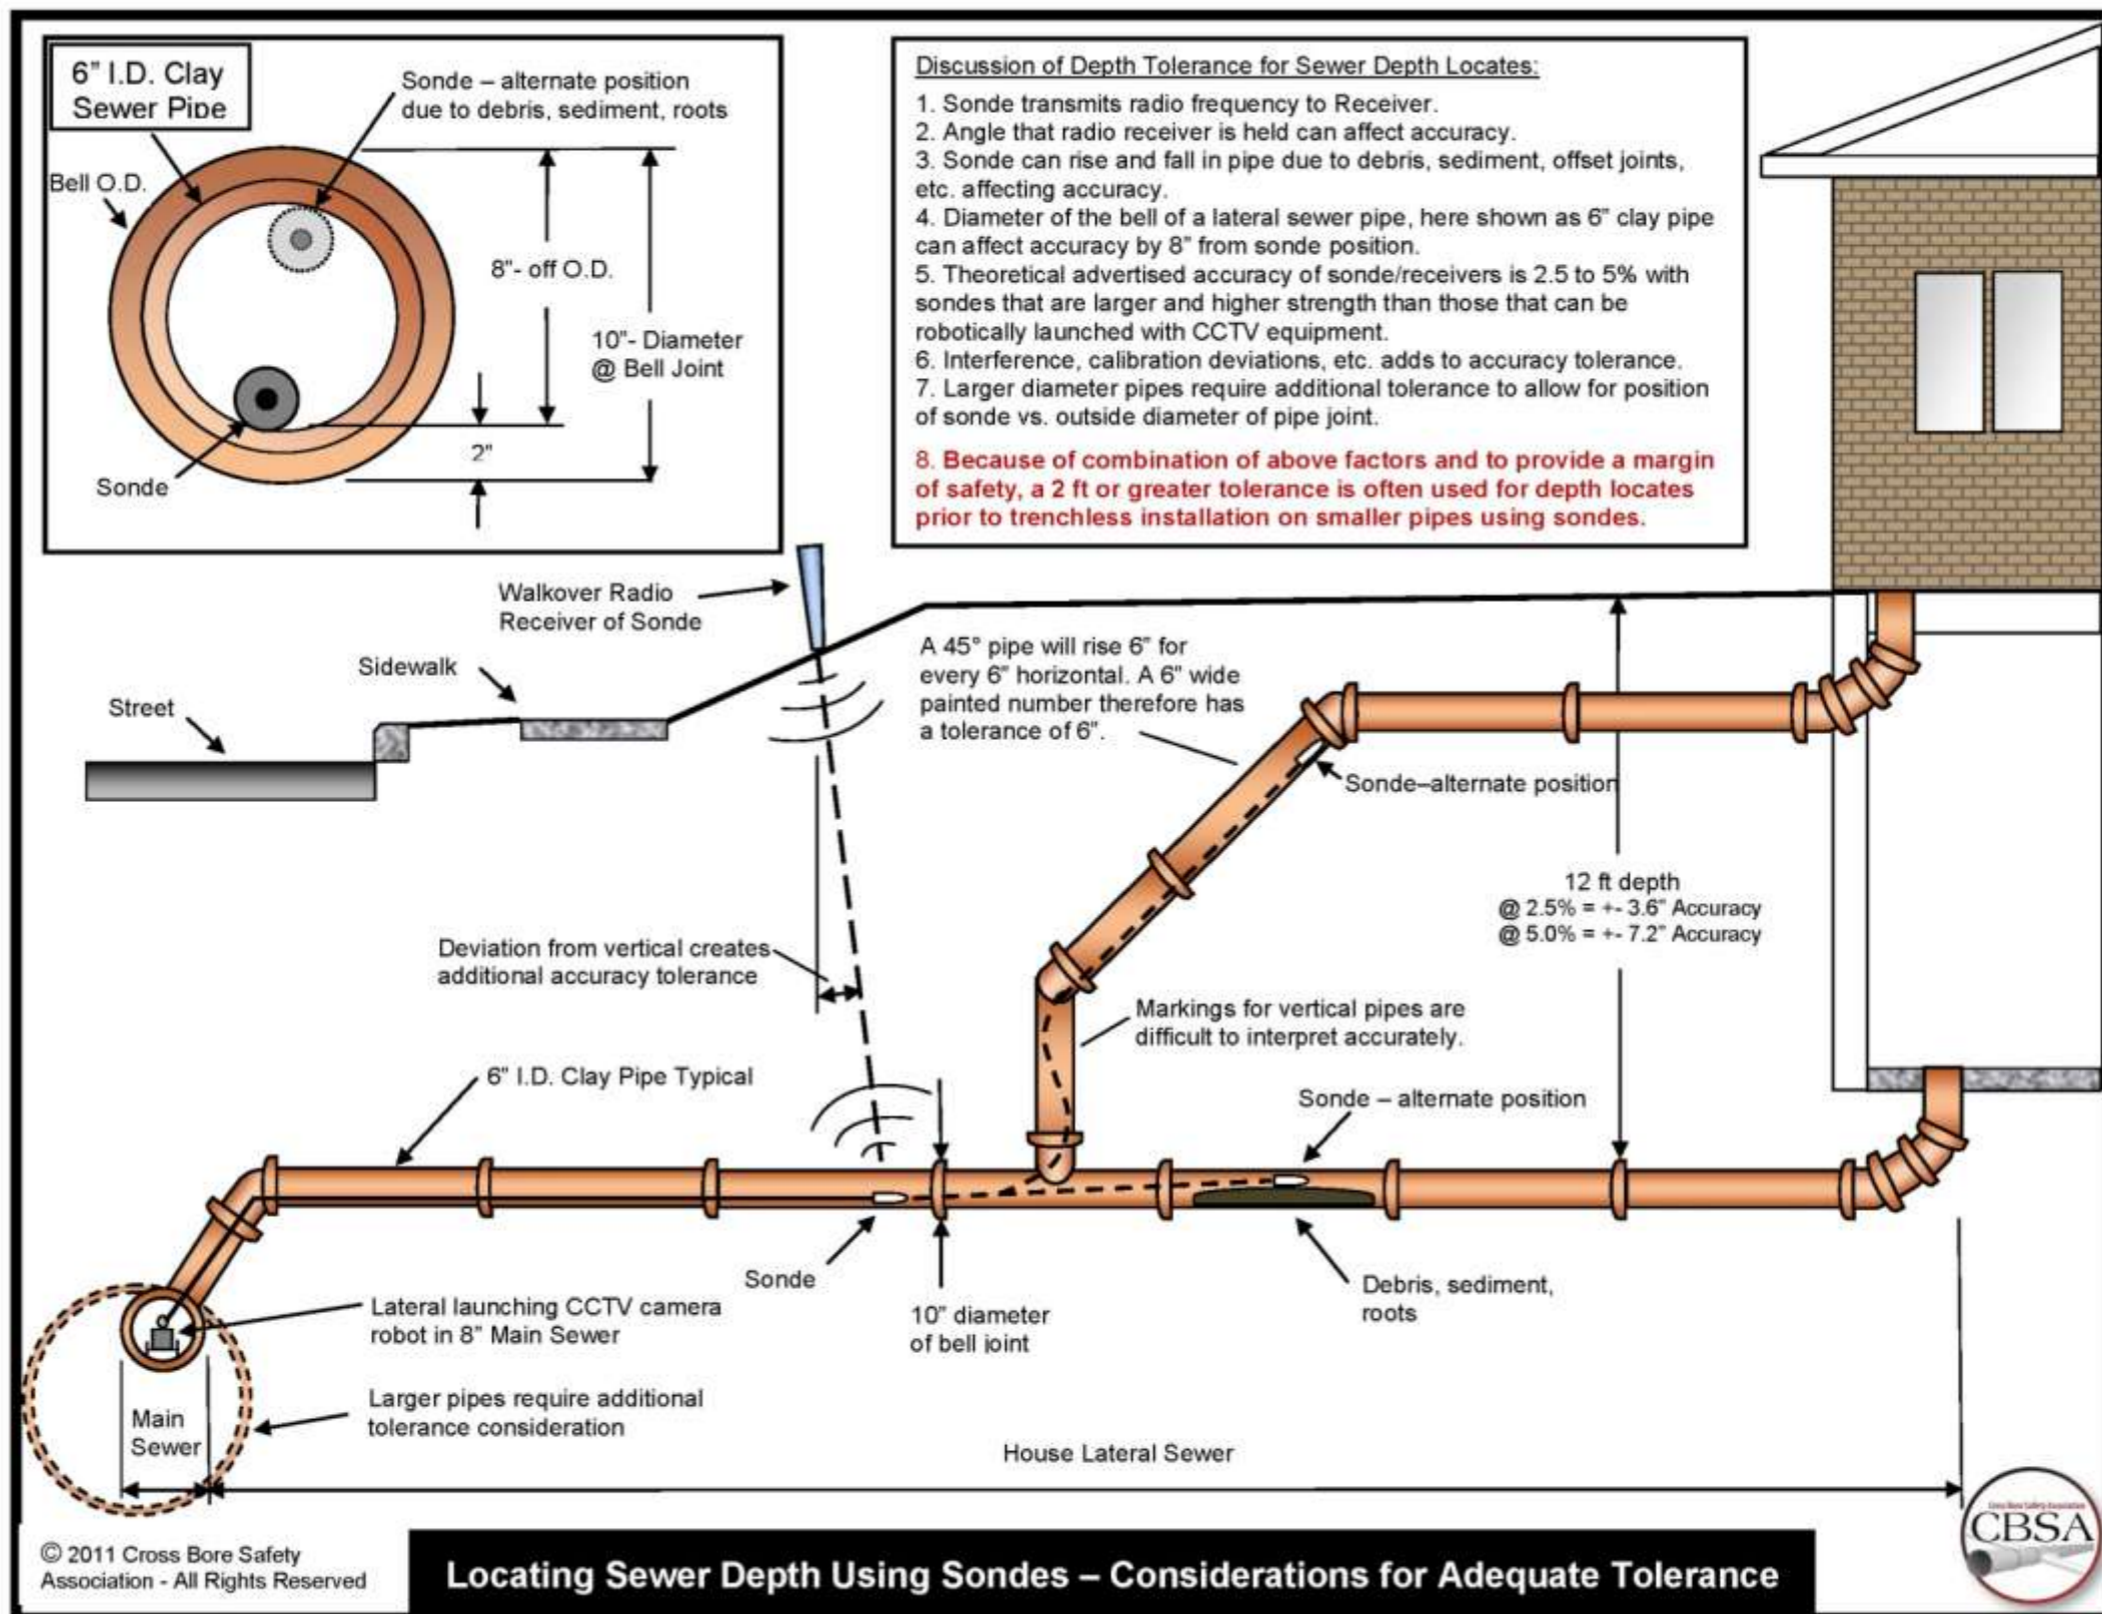 6” I.D. Clay
Sewer Pipe
Sonde – alternate position
due to debris, sediment, roots
Bell O.D.
8”- off O.D.
10”- Diameter
@ Bell Joint
2”
Sonde
Discussion of Depth Tolerance for Sewer Depth Locates:
1. Sonde transmits radio frequency to Receiver.
2. Angle that radio receiver is held can affect accuracy.
3. Sonde can rise and fall in pipe due to debris, sediment, offset joints,
etc. affecting accuracy.
4. Diameter of the bell of a lateral sewer pipe, here shown as 6” clay pipe
can affect accuracy by 8” from sonde position.
5. Theoretical advertised accuracy of sonde/receivers is 2.5 to 5% with
sondes that are larger and higher strength than those that can be
robotically launched with CCTV equipment.
6. Interference, calibration deviations, etc. adds to accuracy tolerance.
7. Larger diameter pipes require additional tolerance to allow for position
of sonde vs. outside diameter of pipe joint.
8. Because of combination of above factors and to provide a margin
of safety, a 2 ft or greater tolerance is often used for depth locates
prior to trenchless installation on smaller pipes using sondes.
Walkover Radio
Receiver of Sonde
Sidewalk
Street
A 45° pipe will rise 6” for
every 6” horizontal. A 6” wide
painted number therefore has
a tolerance of 6”.
Sonde–alternate position
12 ft depth
@ 2.5% = +- 3.6” Accuracy
@ 5.0% = +- 7.2” Accuracy
Deviation from vertical creates
additional accuracy tolerance
Markings for vertical pipes are
difficult to interpret accurately.
6” I.D. Clay Pipe Typical
Sonde – alternate position
Sonde
10” diameter
of bell joint
Debris, sediment,
roots
Lateral launching CCTV camera
robot in 8” Main Sewer
Larger pipes require additional
tolerance consideration
Main
Sewer
House Lateral Sewer
© 2011 Cross Bore Safety
Association - All Rights Reserved
Locating Sewer Depth Using Sondes – Considerations for Adequate Tolerance
Cross Bore Safety Association
CBSA